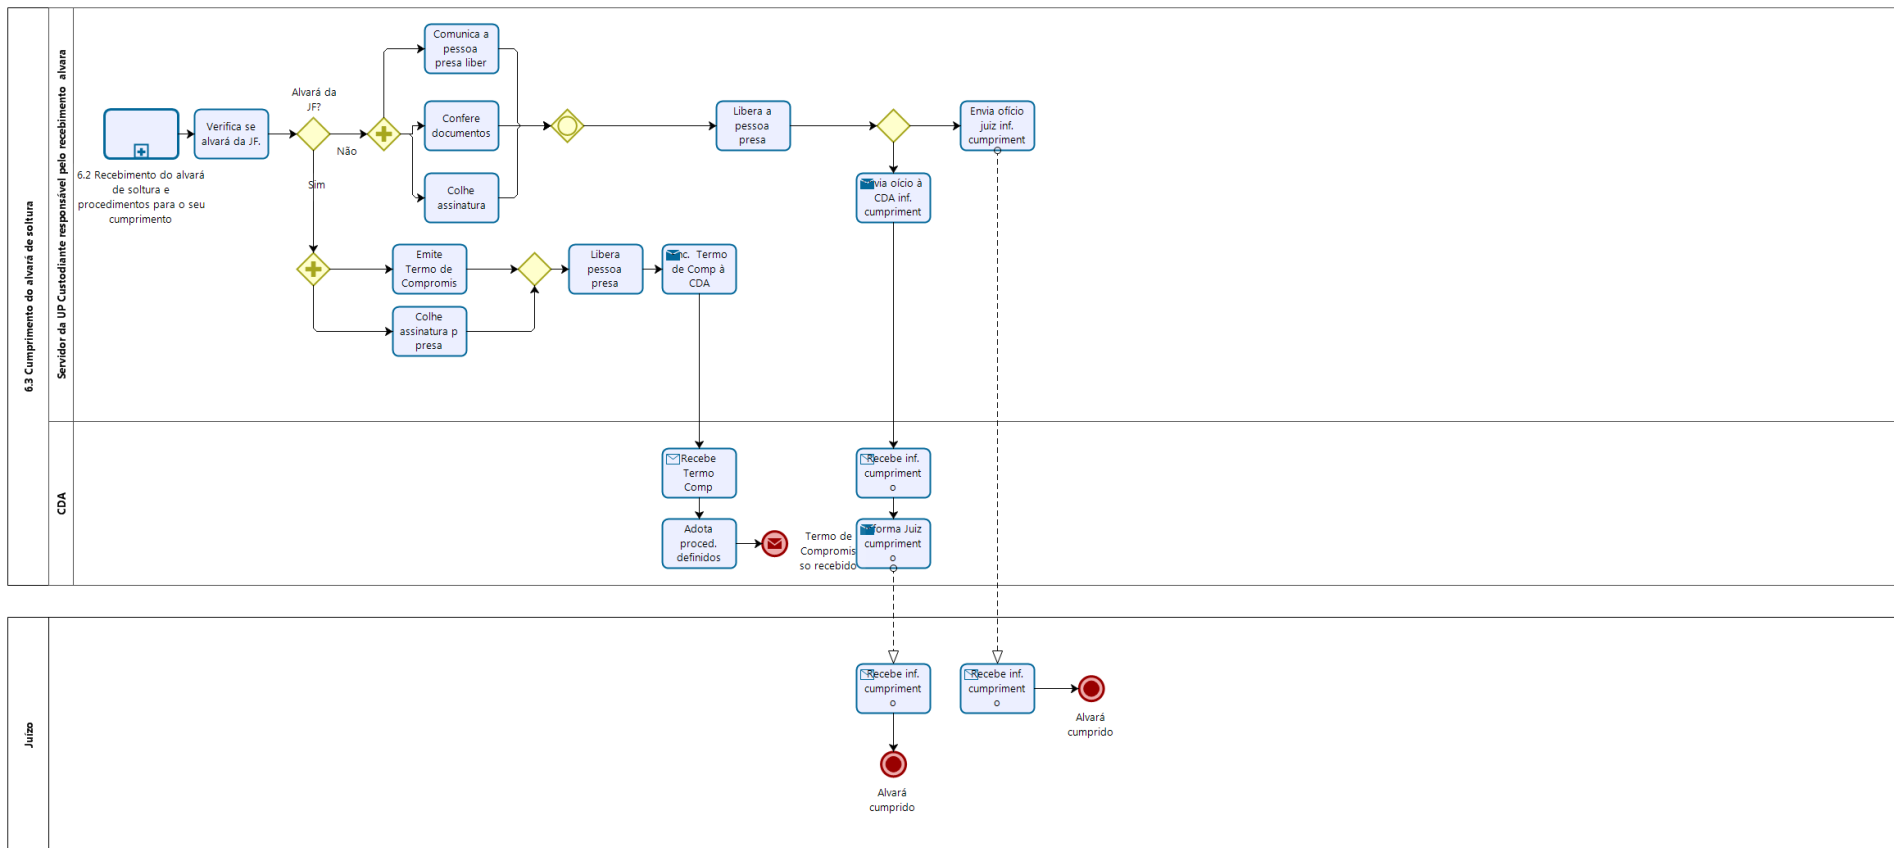 6.3 Cumprimento do alvará de soltura
Servidor da UP Custodiante responsável pelo recebimento alvara
6.2 Recebimento do alvará
de soltura e
procedimentos para o seu
cumprimento
Verifica se
alvará da JF.
Alvará da
JF?
Não
Sim
Comunica a
pessoa
presa liber
Confere
documentos
Colhe
assinatura
Libera a
pessoa
presa
Envia ofício
juiz inf.
cumpriment
via oício à
CDA inf.
cumpriment
Emite
Termo de
Compromis
Colhe
assinatura p
presa
Libera
pessoa
presa
nc. Termo
de Comp à
CDA
CDA
Recebe
Termo
Comp
Adota
proced.
definidos
Termo de
Compromis
so recebido
Recebe inf.
cumpriment
o
forma Juiz
cumpriment
o
Juízo
Recebe inf.
cumpriment
o
Alvará
cumprido
Recebe inf.
cumpriment
o
Alvará
cumprido